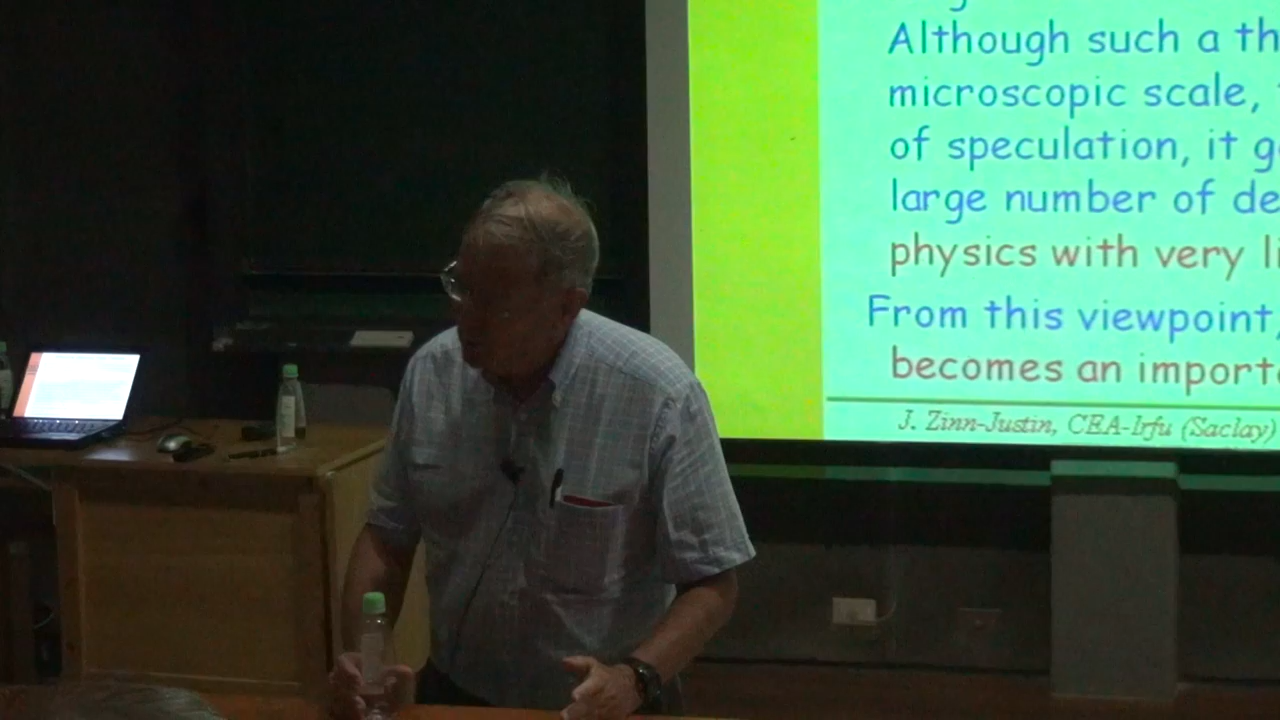 Although such a th
microscopic scale,
of speculation, it g
large number of de
physics with very li
From this viewpoint,
becomes an import
J. Zinn-Justin, CEA-Irfu (Saclay)